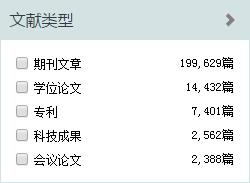 文献类型
期刊文章 199,629篇
学位论文 14,432篇
专利 7,401篇
科技成果 2,562篇
会议论文 2,388篇